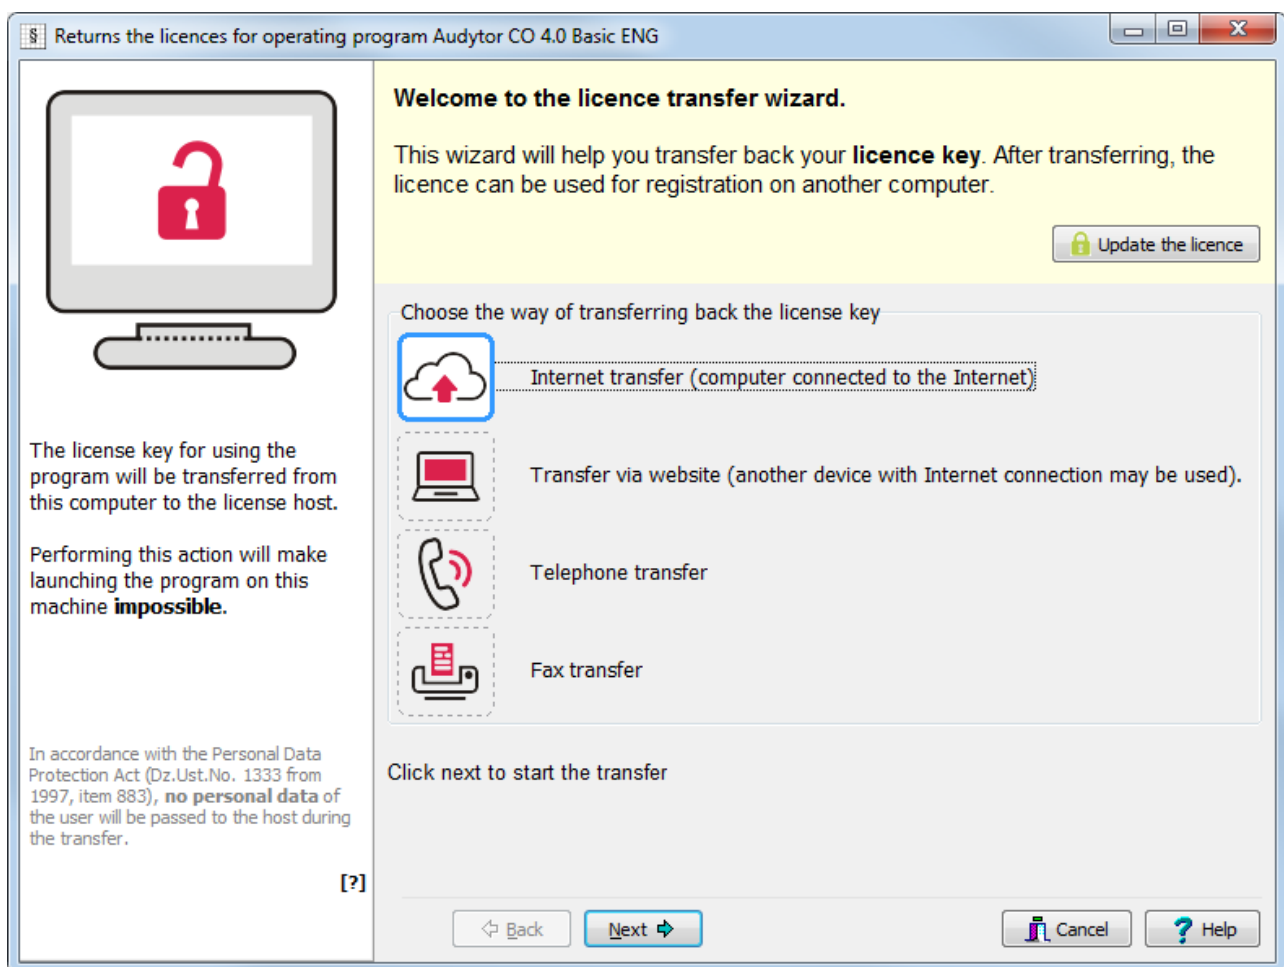 § Returns the licences for operating program Audytor CO 4.0 Basic ENG
X
Welcome to the licence transfer wizard.
This wizard will help you transfer back your licence key. After transferring, the
licence can be used for registration on another computer.
Update the licence
Choose the way of transferring back the license key
Internet transfer (computer connected to the Internet)
Transfer via website (another device with Internet connection may be used).
Telephone transfer
Fax transfer
Click next to start the transfer
The license key for using the
program will be transferred from
this computer to the license host.
Performing this action will make
launching the program on this
machine impossible.
In accordance with the Personal Data
Protection Act (Dz.Ust.No. 1333 from
1997, item 883), no personal data of
the user will be passed to the host during
the transfer.
[?]
Back
Next
Cancel
? Help